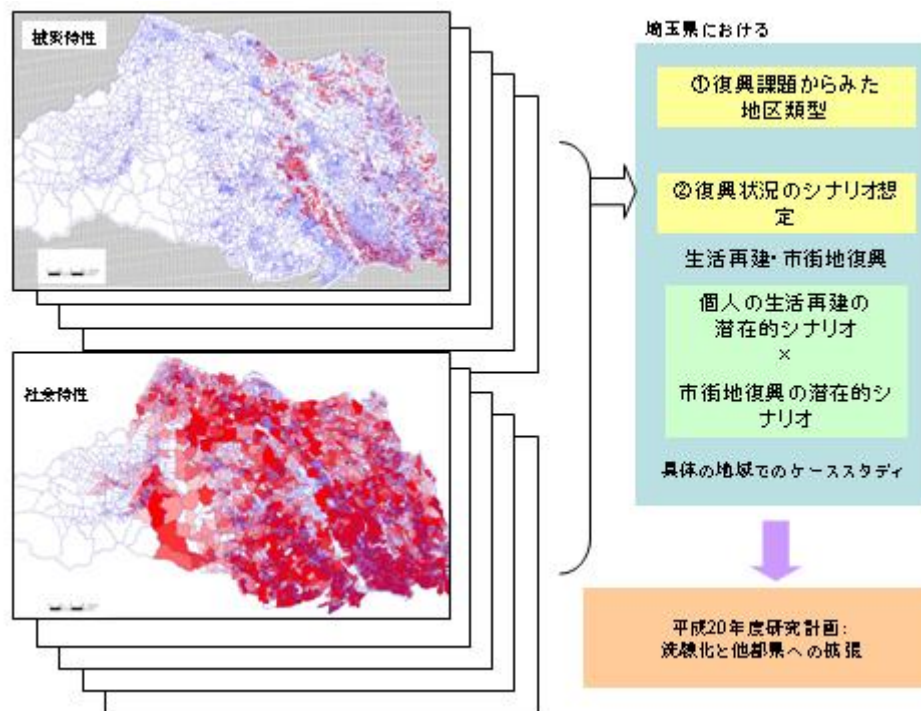 被災特性
社会特性
埼玉県における
①復興課題からみた
地区類型
②復興状況のシナリオ想
定
生活再建・市街地復興
個人の生活再建の
潜在的シナリオ
×
市街地復興の潜在的シ
ナリオ
具体の地域でのケーススタディ
平成20年度研究計画:
洗練化と他都県への拡張